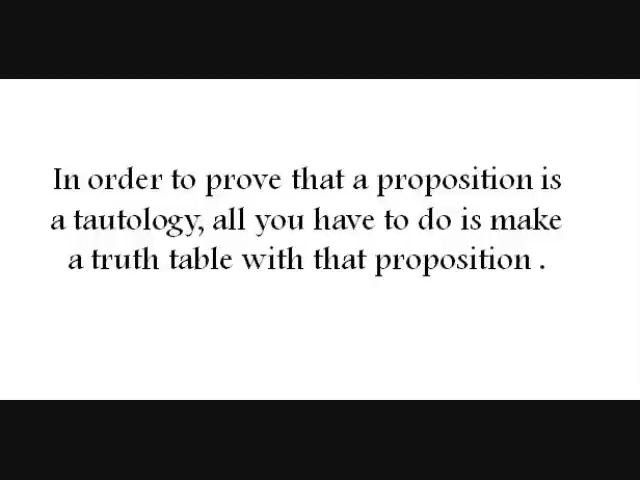 In order to prove that a proposition is
a tautology, all you have to do is make
a truth table with that proposition .